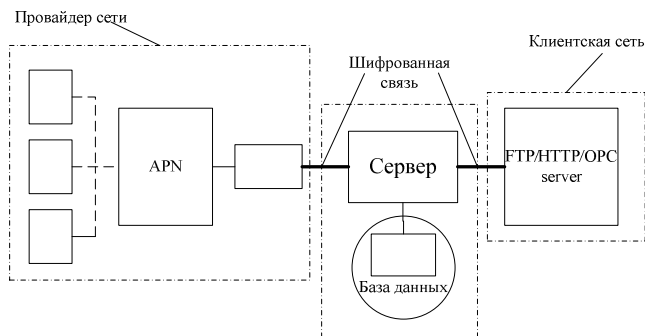 Провайдер сети
Клиентская сеть
Шифрованная
связь
APN
Сервер
FTP/HTTP/OPC
server
База данных